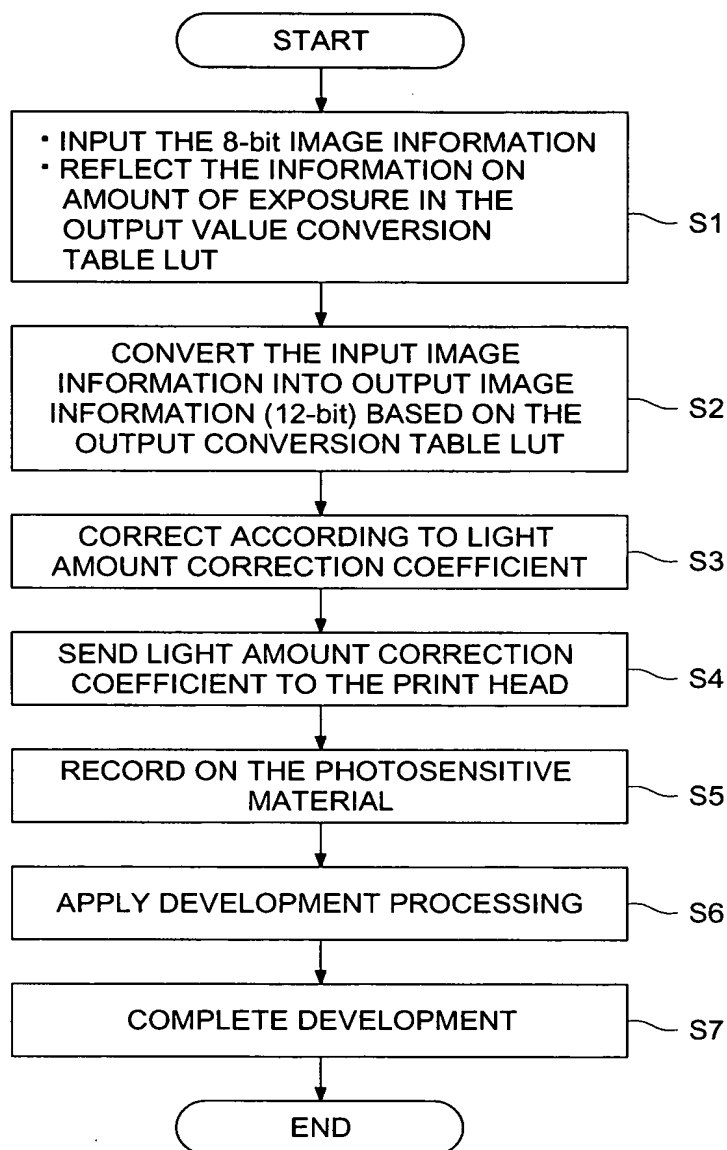 START
・INPUT THE 8-bit IMAGE INFORMATION
・REFLECT THE INFORMATION ON
AMOUNT OF EXPOSURE IN THE
OUTPUT VALUE CONVERSION
TABLE LUT
S1
CONVERT THE INPUT IMAGE
INFORMATION INTO OUTPUT IMAGE
INFORMATION (12-bit) BASED ON THE
OUTPUT CONVERSION TABLE LUT
S2
CORRECT ACCORDING TO LIGHT
AMOUNT CORRECTION COEFFICIENT
S3
SEND LIGHT AMOUNT CORRECTION
COEFFICIENT TO THE PRINT HEAD
S4
RECORD ON THE PHOTOSENSITIVE
MATERIAL
S5
APPLY DEVELOPMENT PROCESSING
S6
COMPLETE DEVELOPMENT
S7
END